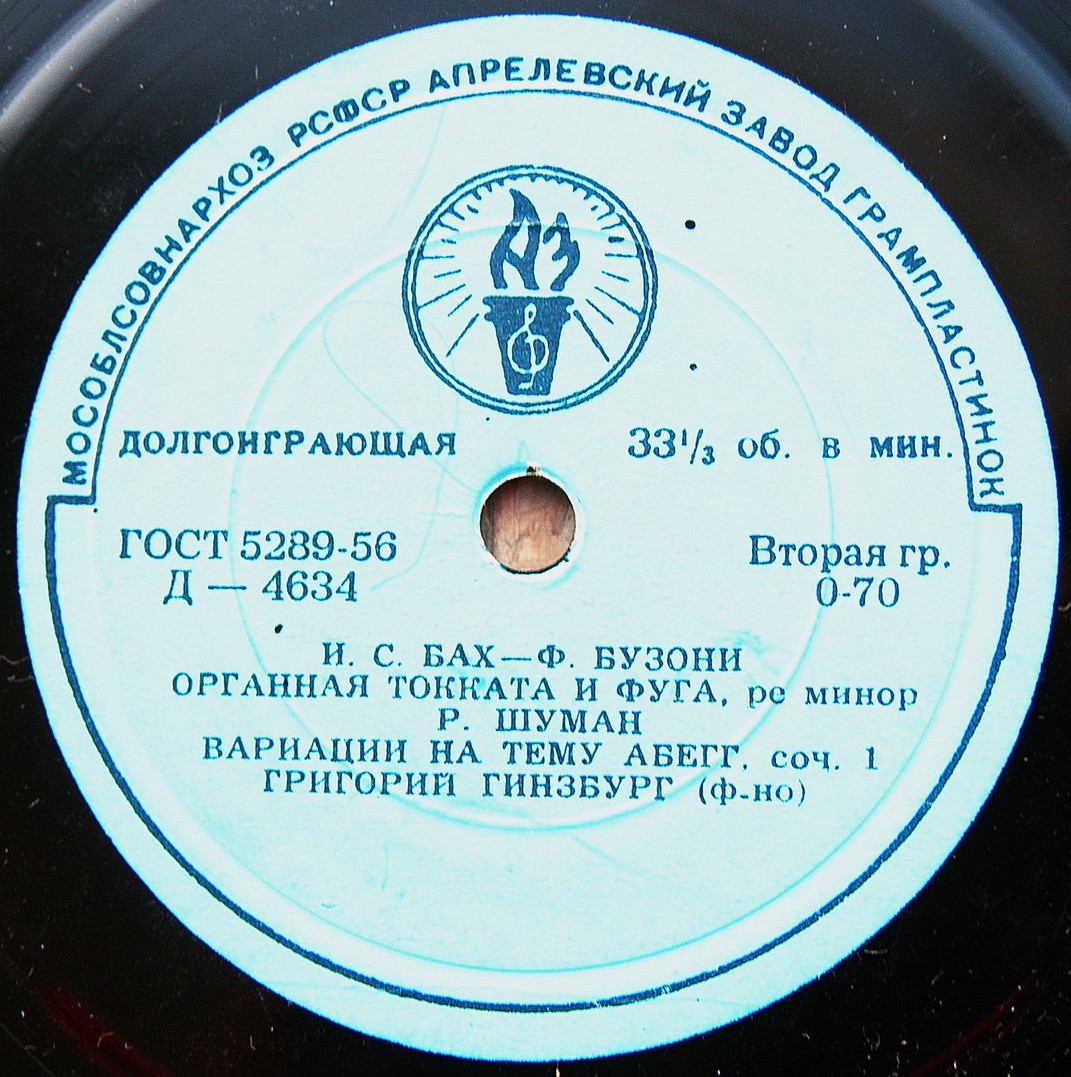 МОСОБЛСОВНАРХОЗ РСФСР АПРЕЛЕВСКИЙ ЗАВОД ГРАМПЛАСТИНОК
АЗ
ДОЛГОИГРАЮЩАЯ
33⅓ об. в мин.
ГОСТ 5289-56
Вторая гр.
Д — 4634
0-70
И. С. БАХ—Ф. БУЗОНИ
ОРГАННАЯ ТОККАТА И ФУГА, ре минор
Р. ШУМАН
ВАРИАЦИИ НА ТЕМУ АБЕГГ, соч. 1
ГРИГОРИЙ ГИНЗБУРГ (ф-но)